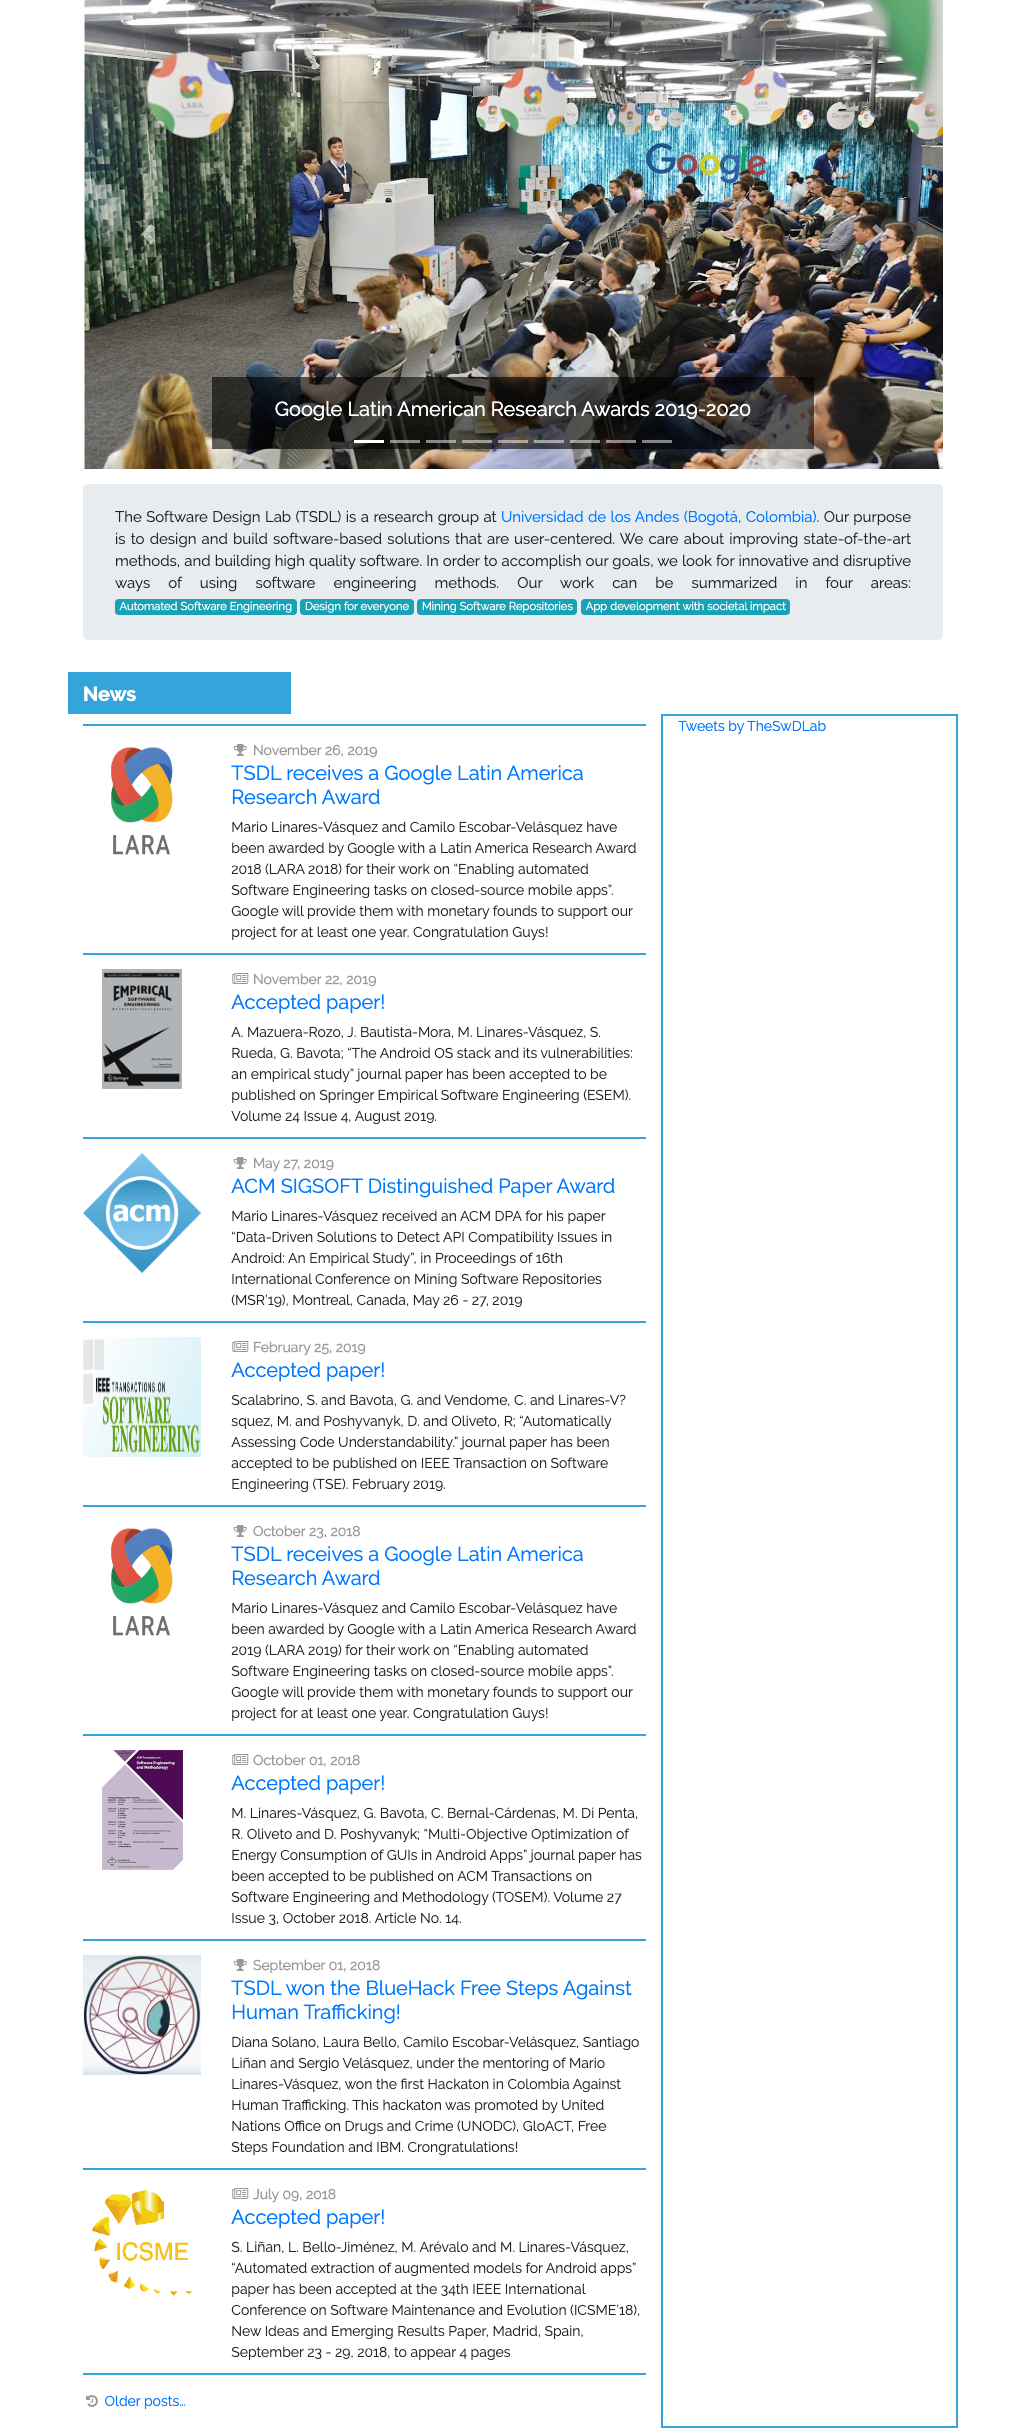 LARA
LARA
LARA
Google
Google Latin American Research Awards 2019-2020
The Software Design Lab (TSDL) is a research group at Universidad de los Andes (Bogotá, Colombia). Our purpose
is to design and build software-based solutions that are user-centered. We care about improving state-of-the-art
methods, and building high quality software. In order to accomplish our goals, we look for innovative and disruptive
ways of using software engineering methods. Our work can be summarized in four areas:
Automated Software Engineering Design for everyone Mining Software Repositories App development with societal impact
News
Tweets by TheSwDLab
LARA
November 26, 2019
TSDL receives a Google Latin America
Research Award
Mario Linares-Vásquez and Camilo Escobar-Velásquez have
been awarded by Google with a Latin America Research Award
2018 (LARA 2018) for their work on “Enabling automated
Software Engineering tasks on closed-source mobile apps”.
Google will provide them with monetary founds to support our
project for at least one year. Congratulation Guys!
EMPIRICAL
SOFTWARE
ENGINEERING
Springer
November 22, 2019
Accepted paper!
A. Mazuera-Rozo, J. Bautista-Mora, M. Linares-Vásquez, S.
Rueda, G. Bavota; “The Android OS stack and its vulnerabilities:
an empirical study” journal paper has been accepted to be
published on Springer Empirical Software Engineering (ESEM).
Volume 24 Issue 4, August 2019.
acm
May 27, 2019
ACM SIGSOFT Distinguished Paper Award
Mario Linares-Vásquez received an ACM DPA for his paper
“Data-Driven Solutions to Detect API Compatibility Issues in
Android: An Empirical Study”, in Proceedings of 16th
International Conference on Mining Software Repositories
(MSR’19), Montreal, Canada, May 26 - 27, 2019
IEEE TRANSACTIONS ON
SOFTWARE
ENGINEERING
February 25, 2019
Accepted paper!
Scalabrino, S. and Bavota, G. and Vendome, C. and Linares-V?
squez, M. and Poshyvanyk, D. and Oliveto, R; “Automatically
Assessing Code Understandability.” journal paper has been
accepted to be published on IEEE Transaction on Software
Engineering (TSE). February 2019.
LARA
October 23, 2018
TSDL receives a Google Latin America
Research Award
Mario Linares-Vásquez and Camilo Escobar-Velásquez have
been awarded by Google with a Latin America Research Award
2019 (LARA 2019) for their work on “Enabling automated
Software Engineering tasks on closed-source mobile apps”.
Google will provide them with monetary founds to support our
project for at least one year. Congratulation Guys!
Software Engineering
and Methodology
October 01, 2018
Accepted paper!
M. Linares-Vásquez, G. Bavota, C. Bernal-Cárdenas, M. Di Penta,
R. Oliveto and D. Poshyvanyk; “Multi-Objective Optimization of
Energy Consumption of GUIs in Android Apps” journal paper has
been accepted to be published on ACM Transactions on
Software Engineering and Methodology (TOSEM). Volume 27
Issue 3, October 2018. Article No. 14.
September 01, 2018
TSDL won the BlueHack Free Steps Against
Human Trafficking!
Diana Solano, Laura Bello, Camilo Escobar-Velásquez, Santiago
Liñan and Sergio Velásquez, under the mentoring of Mario
Linares-Vásquez, won the first Hackaton in Colombia Against
Human Trafficking. This hackaton was promoted by United
Nations Office on Drugs and Crime (UNODC), GloACT, Free
Steps Foundation and IBM. Crongratulations!
ICSME
July 09, 2018
Accepted paper!
S. Liñan, L. Bello-Jiménez, M. Arévalo and M. Linares-Vásquez,
“Automated extraction of augmented models for Android apps”
paper has been accepted at the 34th IEEE International
Conference on Software Maintenance and Evolution (ICSME’18),
New Ideas and Emerging Results Paper, Madrid, Spain,
September 23 - 29, 2018, to appear 4 pages
Older posts…